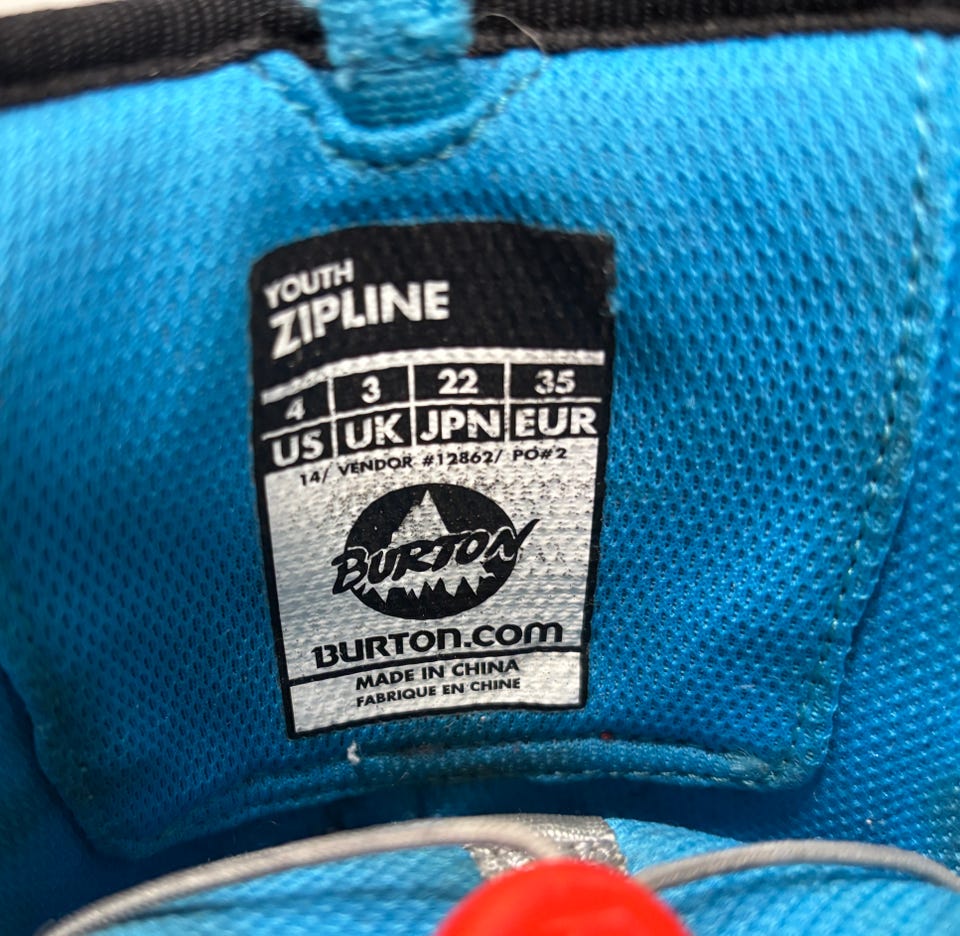 YOUTH
ZIPLINE
4 3 22 35
US UK JPN EUR
14/ VENDOR #12862/ PO#2
BURTON
BURTON.COM
MADE IN CHINA
FABRIQUE EN CHINE